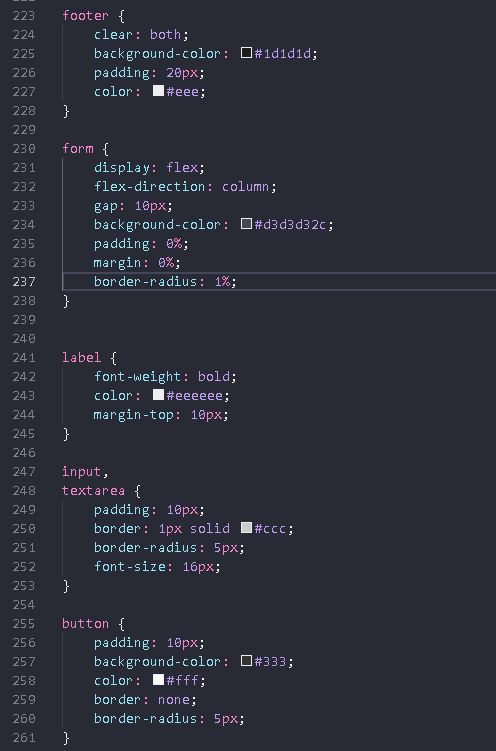 223 footer {
224 clear: both;
225 background-color: #1d1d1d;
226 padding: 20px;
227 color: #eee;
228 }
229
230 form {
231 display: flex;
232 flex-direction: column;
233 gap: 10px;
234 background-color: #d3d3d32c;
235 padding: 0%;
236 margin: 0%;
237 border-radius: 1%;
238 }
239
240
241 label {
242 font-weight: bold;
243 color: #eeeeee;
244 margin-top: 10px;
245 }
246
247 input,
248 textarea {
249 padding: 10px;
250 border: 1px solid #ccc;
251 border-radius: 5px;
252 font-size: 16px;
253 }
254
255 button {
256 padding: 10px;
257 background-color: #333;
258 color: #fff;
259 border: none;
260 border-radius: 5px;
261 }